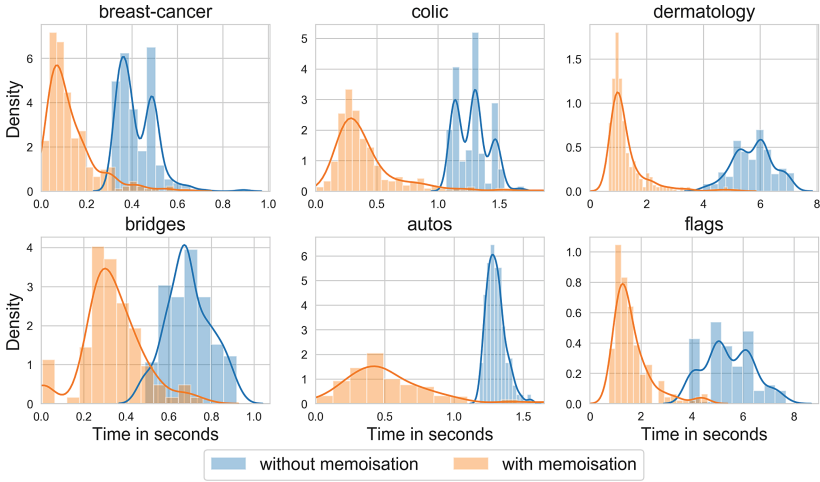 breast-cancer
colic
dermatology
Density
6
4
2
0
0.0 0.2 0.4 0.6 0.8 1.0
5
4
3
2
1
0
0.0 0.5 1.0 1.5
1.5
1.0
0.5
0.0
0 2 4 6 8
bridges
autos
flags
Density
4
3
2
1
0
0.0 0.2 0.4 0.6 0.8 1.0
Time in seconds
6
5
4
3
2
1
0
0.0 0.5 1.0 1.5
Time in seconds
1.0
0.8
0.6
0.4
0.2
0.0
0 2 4 6 8
Time in seconds
without memoisation
with memoisation